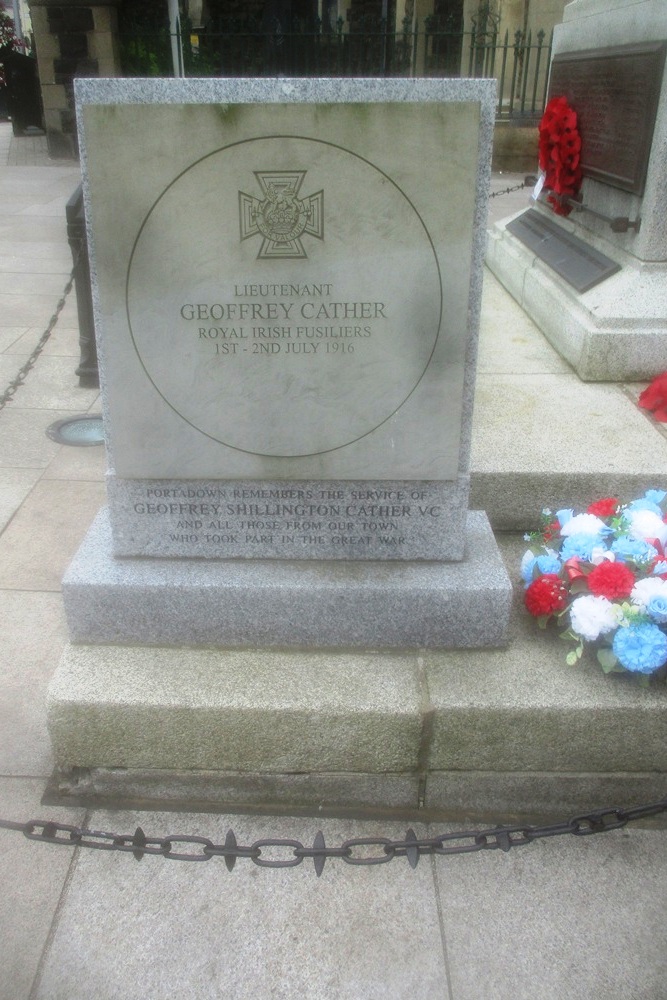 LIEUTENANT
GEOFFREY CATHER
ROYAL IRISH FUSILIERS
1ST - 2ND JULY 1916
PORTADOWN REMEMBERS THE SERVICE OF
GEOFFREY SHILLINGTON CATHER VC
AND ALL THOSE FROM OUR TOWN
WHO TOOK PART IN THE GREAT WAR